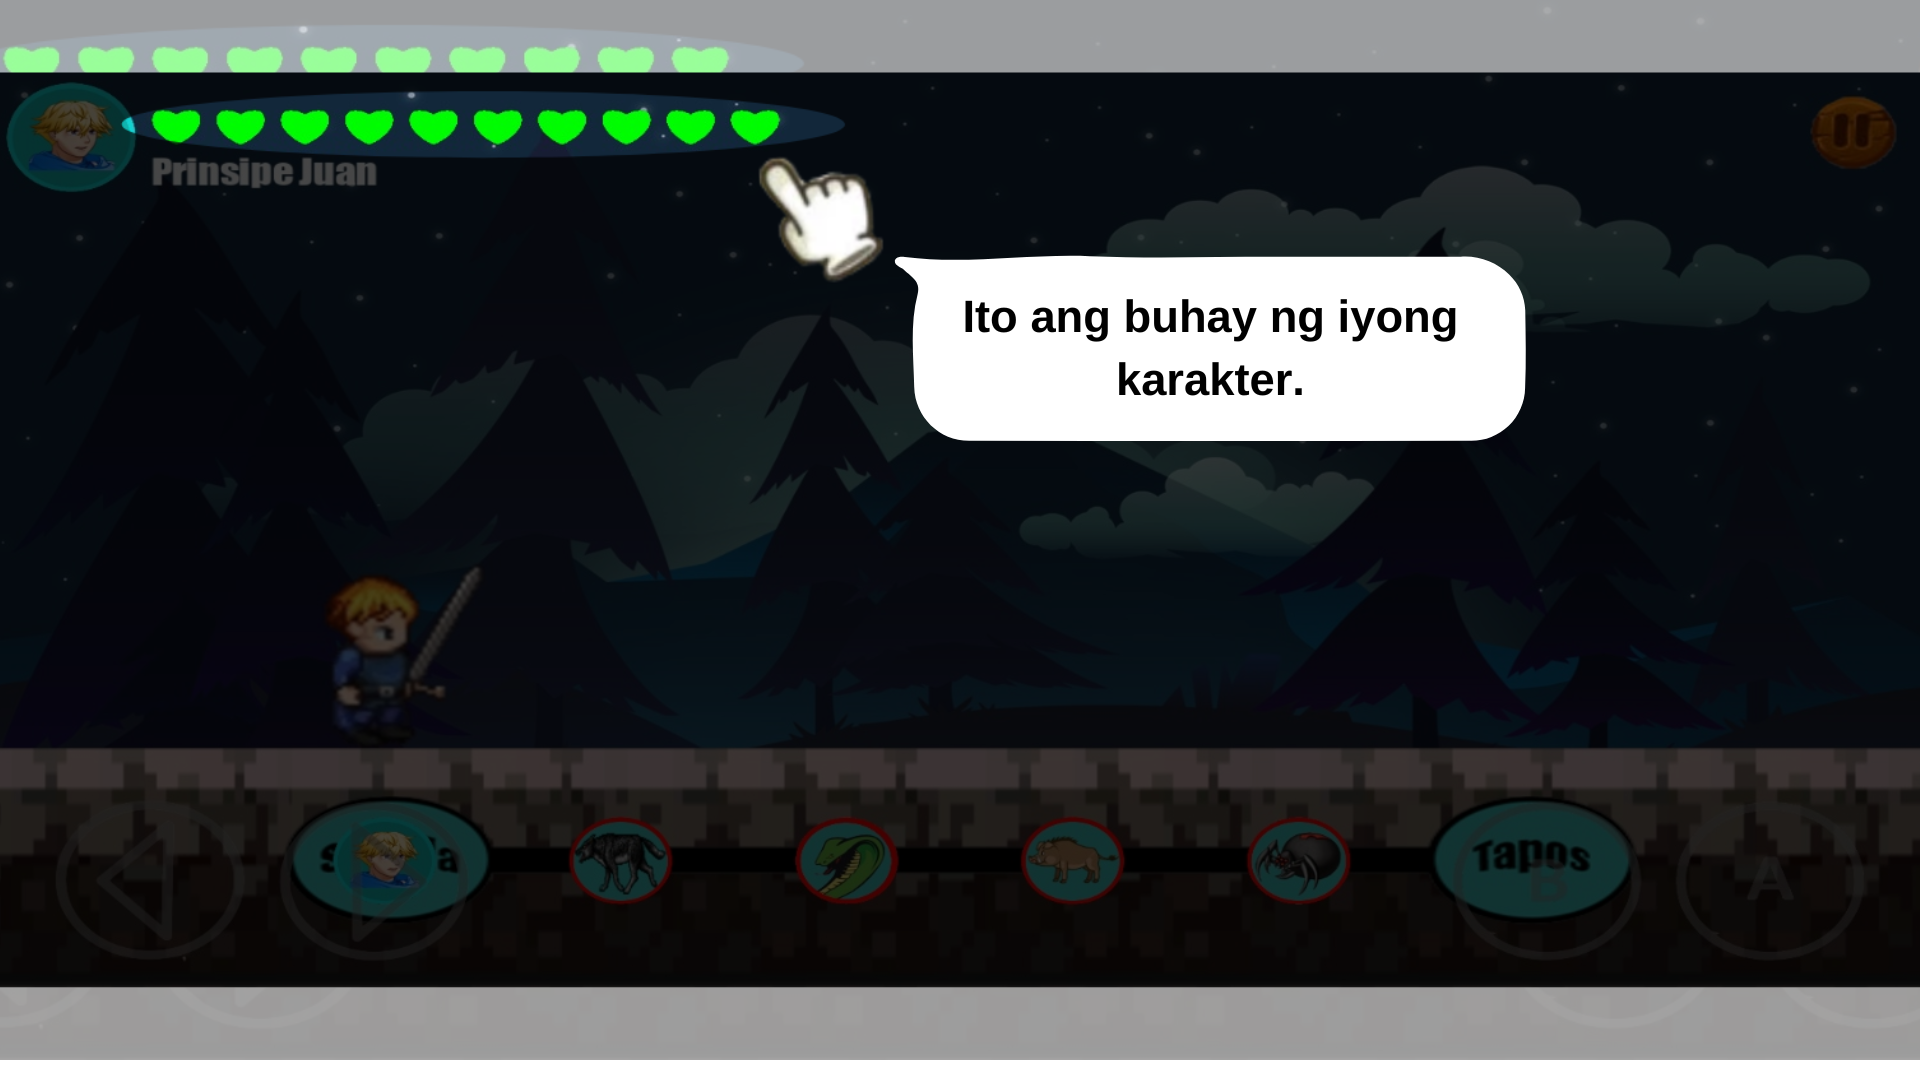 Prinsipe Juan
Ito ang buhay ng iyong
karakter.
Tapos
B
A